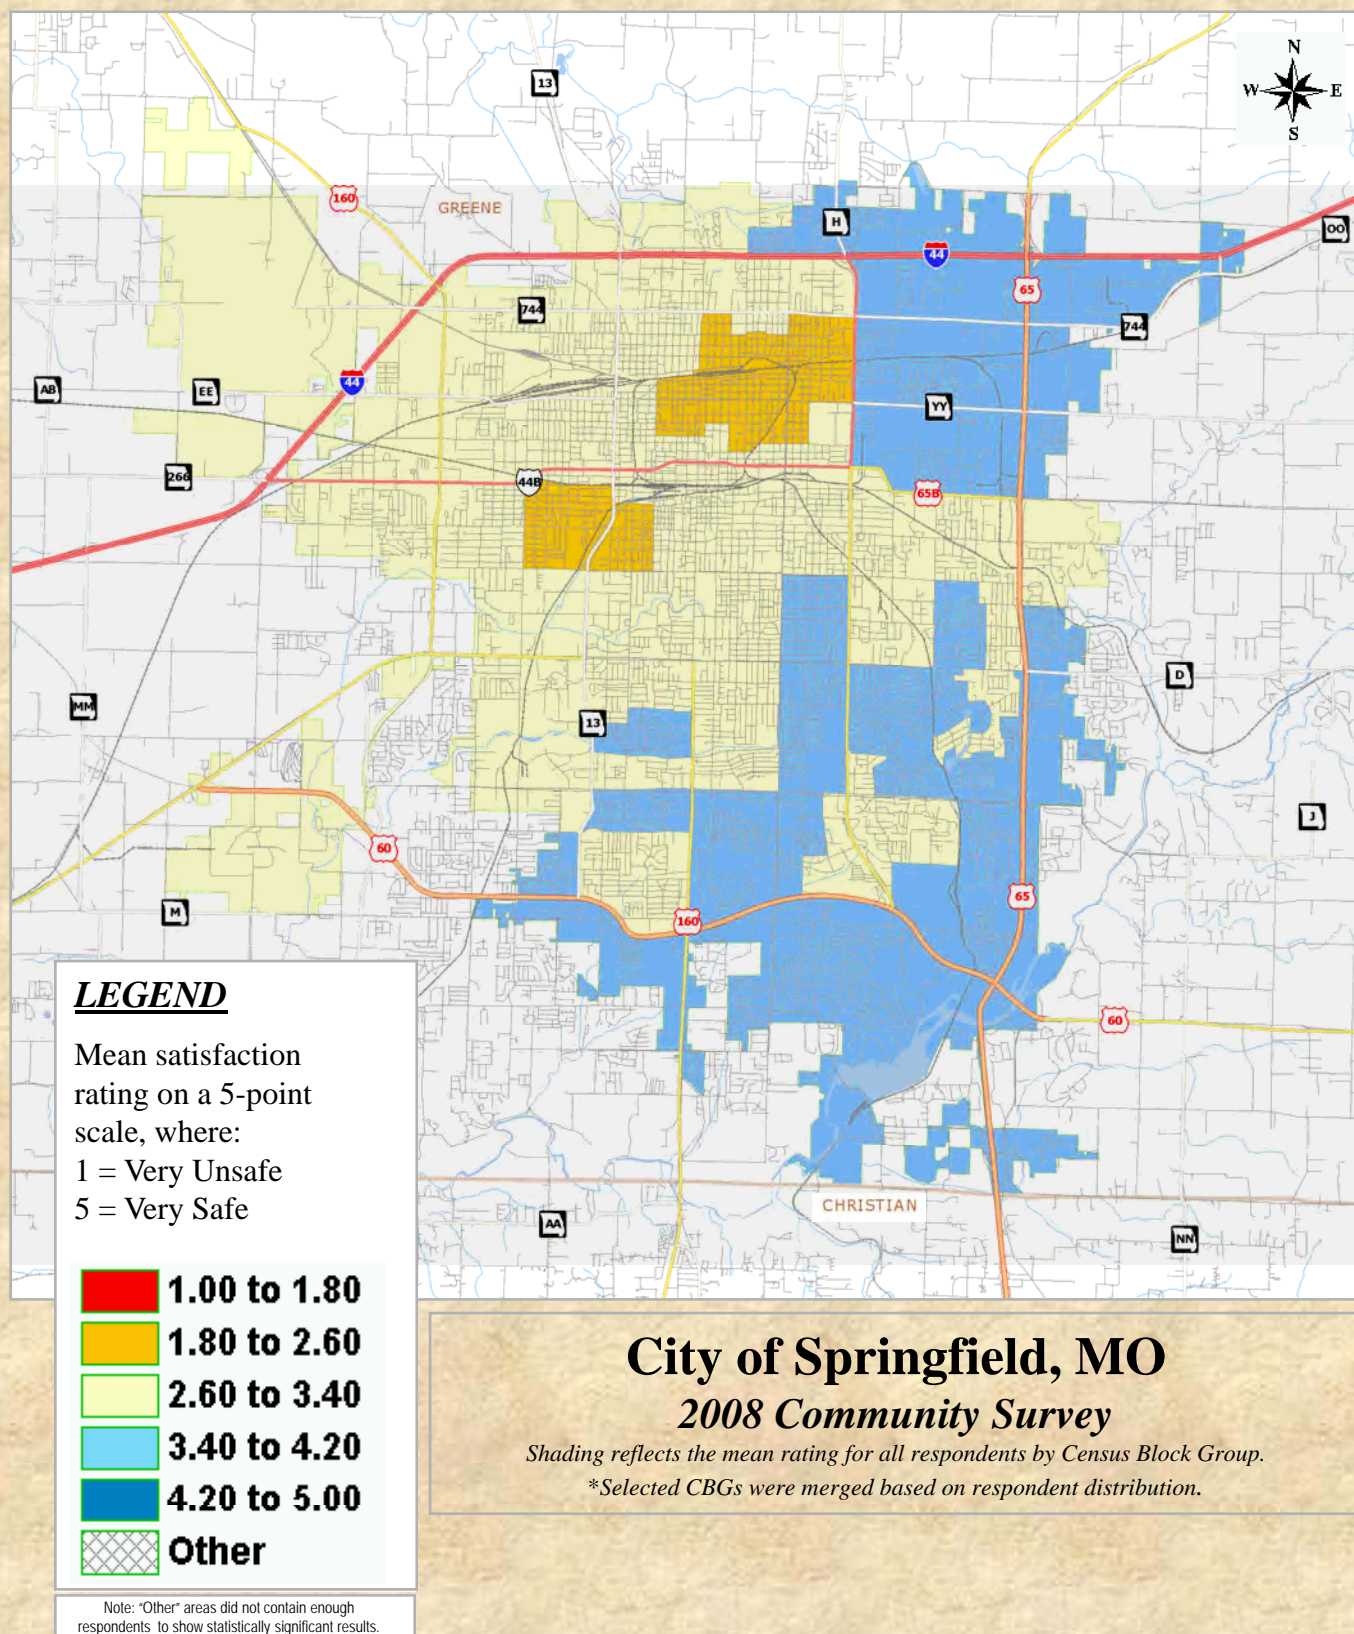 N
W E
S
13
160
GREENE
H
OO
44
65
744
744
44
AB
EE
YY
266
44B
65B
D
MM
13
J
60
65
M
160
60
CHRISTIAN
AA
NN
LEGEND
Mean satisfaction
rating on a 5-point
scale, where:
1 = Very Unsafe
5 = Very Safe
1.00 to 1.80
1.80 to 2.60
2.60 to 3.40
3.40 to 4.20
4.20 to 5.00
Other
Note: “Other” areas did not contain enough
respondents to show statistically significant results.
City of Springfield, MO
2008 Community Survey
Shading reflects the mean rating for all respondents by Census Block Group.
*Selected CBGs were merged based on respondent distribution.